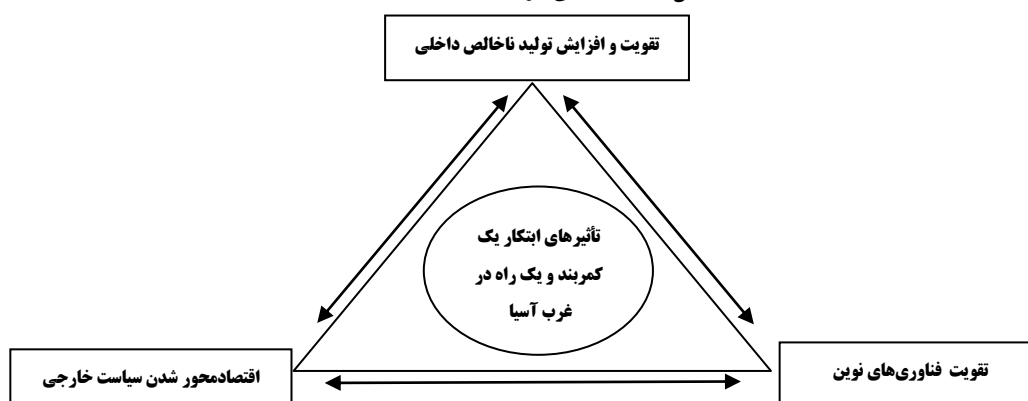 تقویت و افزایش تولید ناخالص داخلی
تأثیرهای ابتکار یک
کمربند و یک راه در
غرب آسیا
تقویت فناوری‌های نوین
اقتصادمحور شدن سیاست خارجی